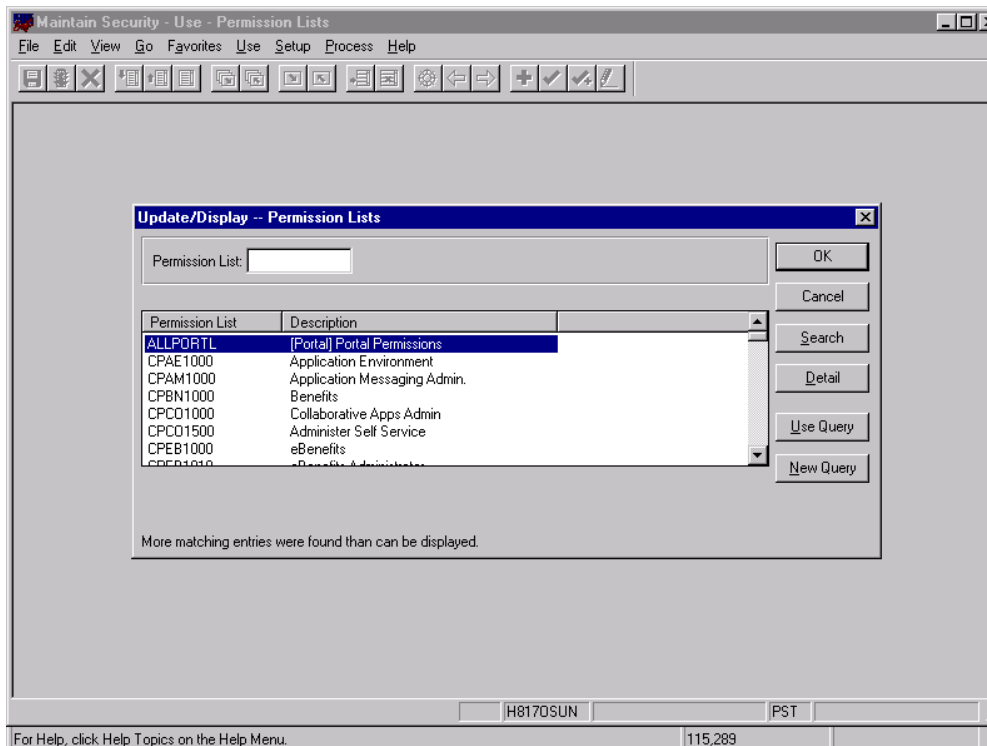 Maintain Security - Use - Permission Lists
File Edit View Go Favorites Use Setup Process Help
Update/Display -- Permission Lists
Permission List:
OK
Cancel
Search
Detail
Use Query
New Query
Permission List Description
ALLPORTL [Portal] Portal Permissions
CPAE1000 Application Environment
CPAM1000 Application Messaging Admin.
CPBN1000 Benefits
CPCO1000 Collaborative Apps Admin
CPCO1500 Administer Self Service
CPEB1000 eBenefits
CPEB1010 eBenefits Administrator
More matching entries were found than can be displayed.
H817OSUN PST
For Help, click Help Topics on the Help Menu. 115,289